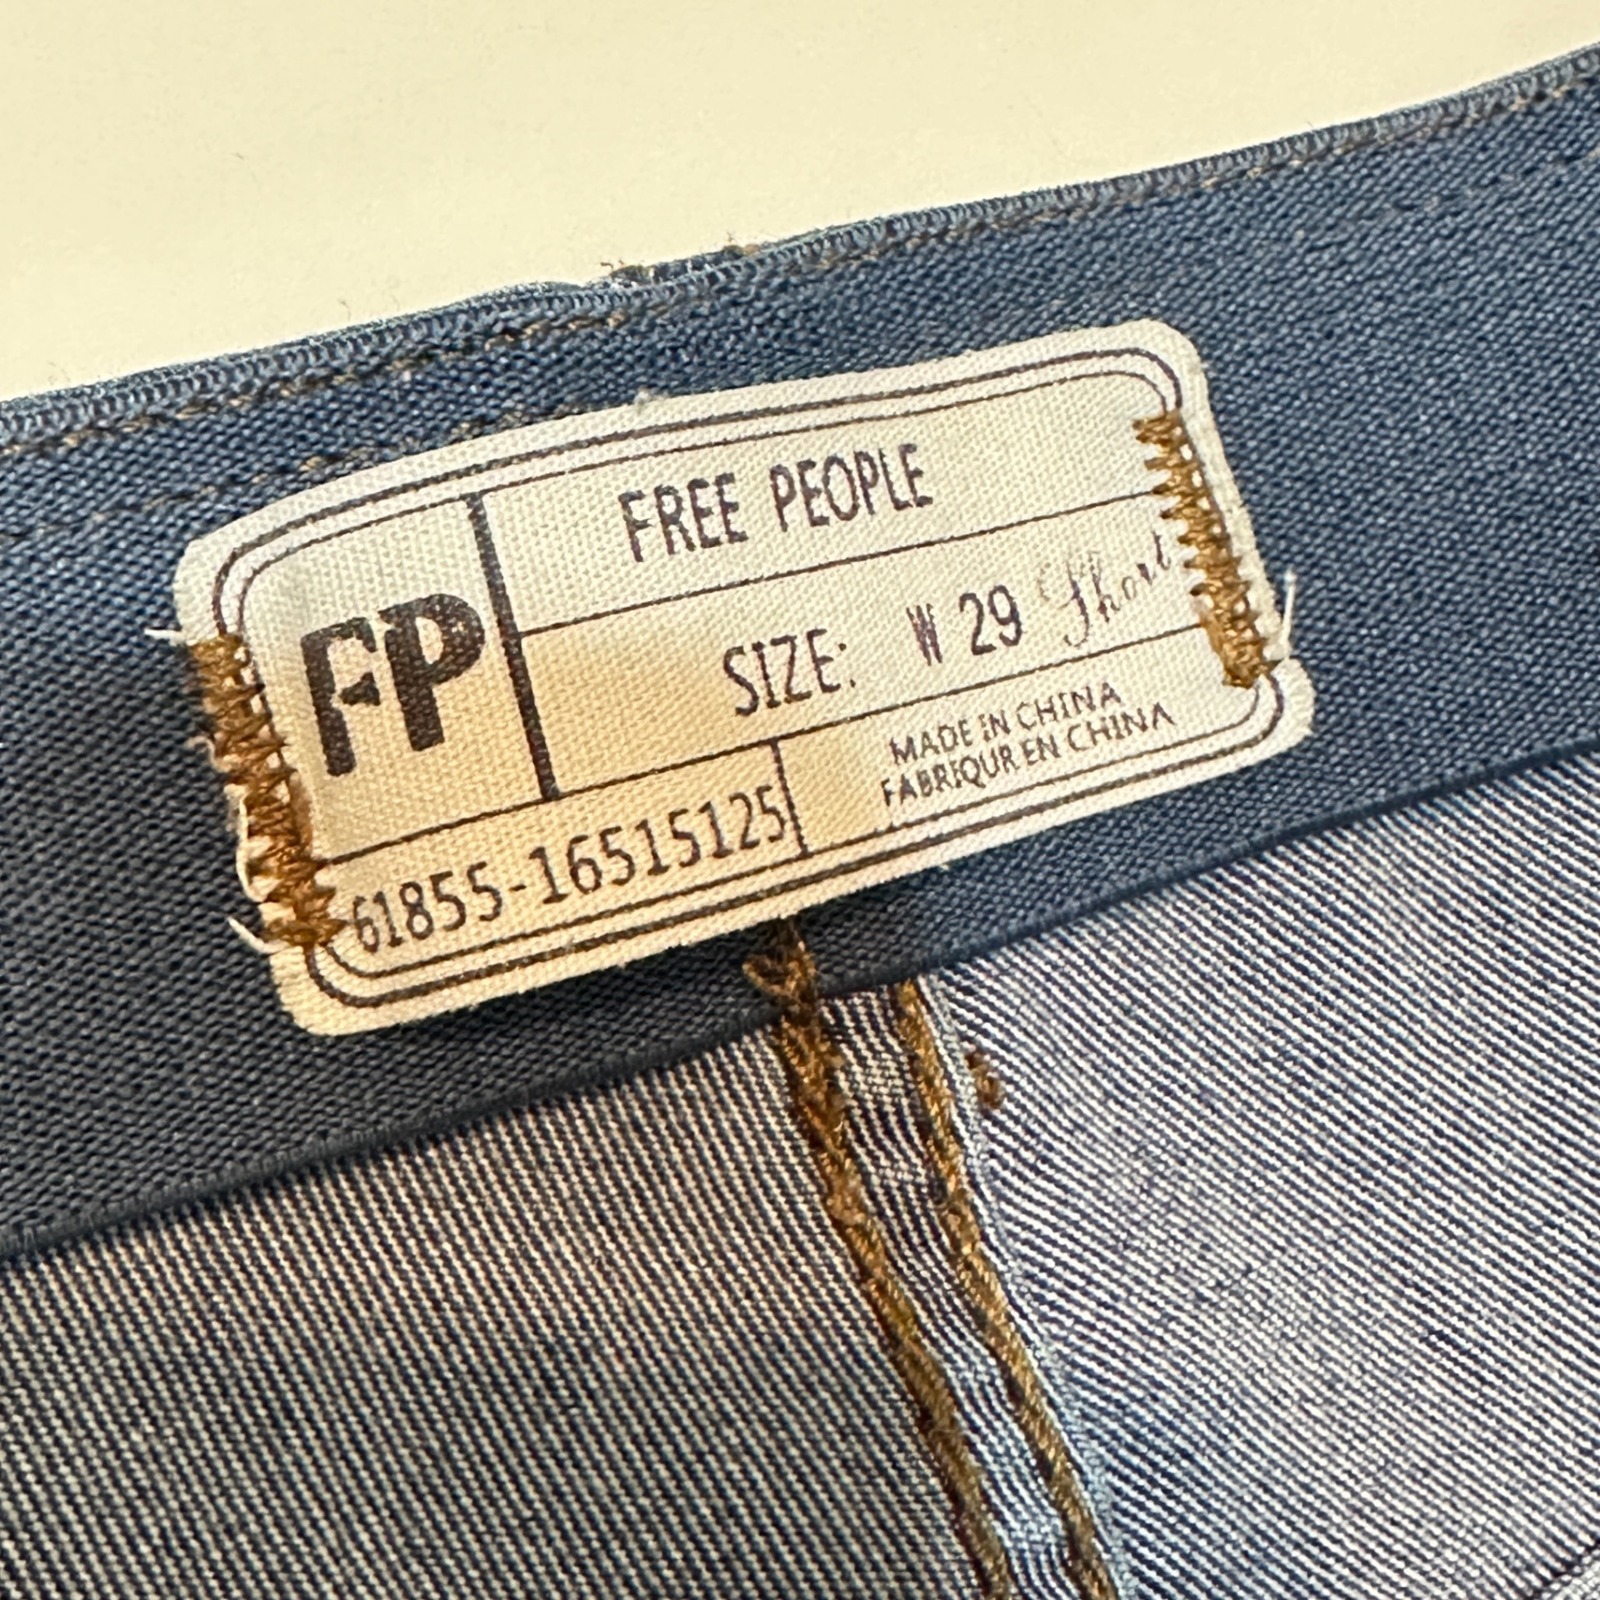 FREE PEOPLE
FP
SIZE: W 29 Short
61855-16515125
MADE IN CHINA
FABRIQUR EN CHINA